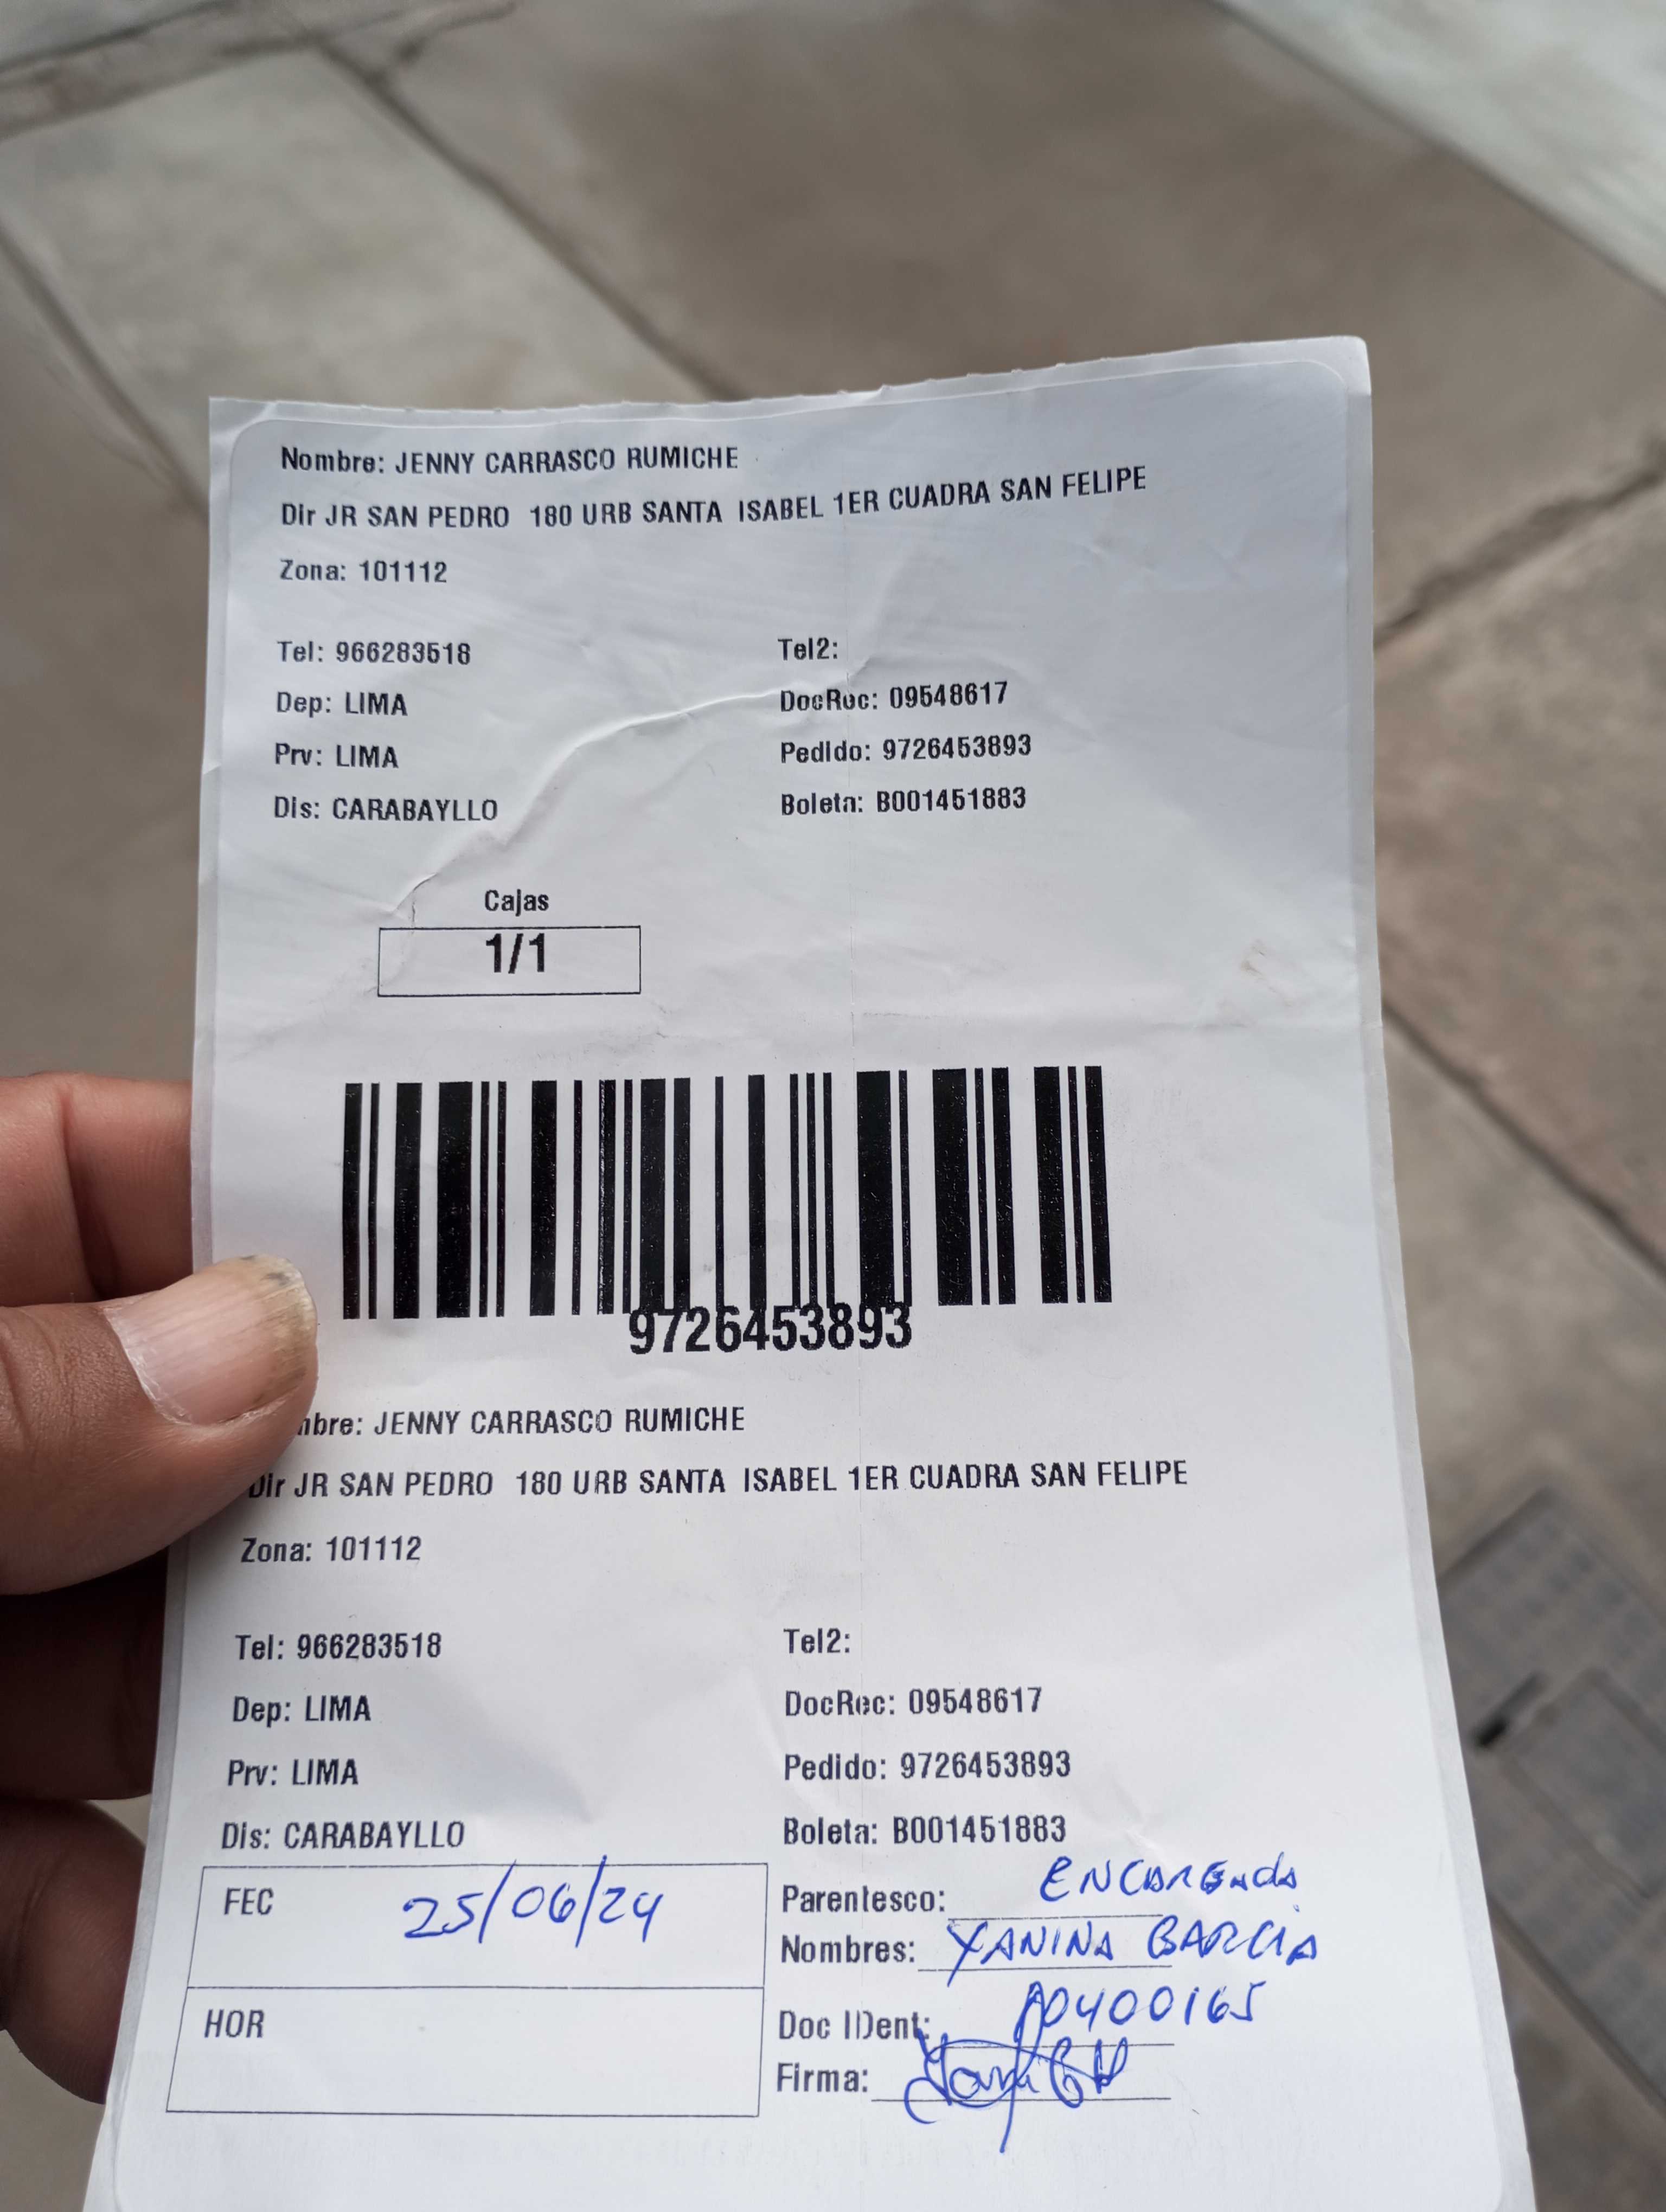 Nombre: JENNY CARRASCO RUMICHE
Dir JR SAN PEDRO 180 URB SANTA ISABEL 1ER CUADRA SAN FELIPE
Zona: 101112
Tel: 966283518 Tel2:
Dep: LIMA DocRec: 09548617
Prv: LIMA Pedido: 9726453893
Dis: CARABAYLLO Boleta: B001451883
Cajas
1/1
9726453893
mbre: JENNY CARRASCO RUMICHE
Dir JR SAN PEDRO 180 URB SANTA ISABEL 1ER CUADRA SAN FELIPE
Zona: 101112
Tel: 966283518 Tel2:
Dep: LIMA DocRec: 09548617
Prv: LIMA Pedido: 9726453893
Dis: CARABAYLLO Boleta: B001451883
FEC 25/06/24 Parentesco: ENCARGADA
Nombres: YANINA GARCIA
HOR Doc IDent:
Firma: